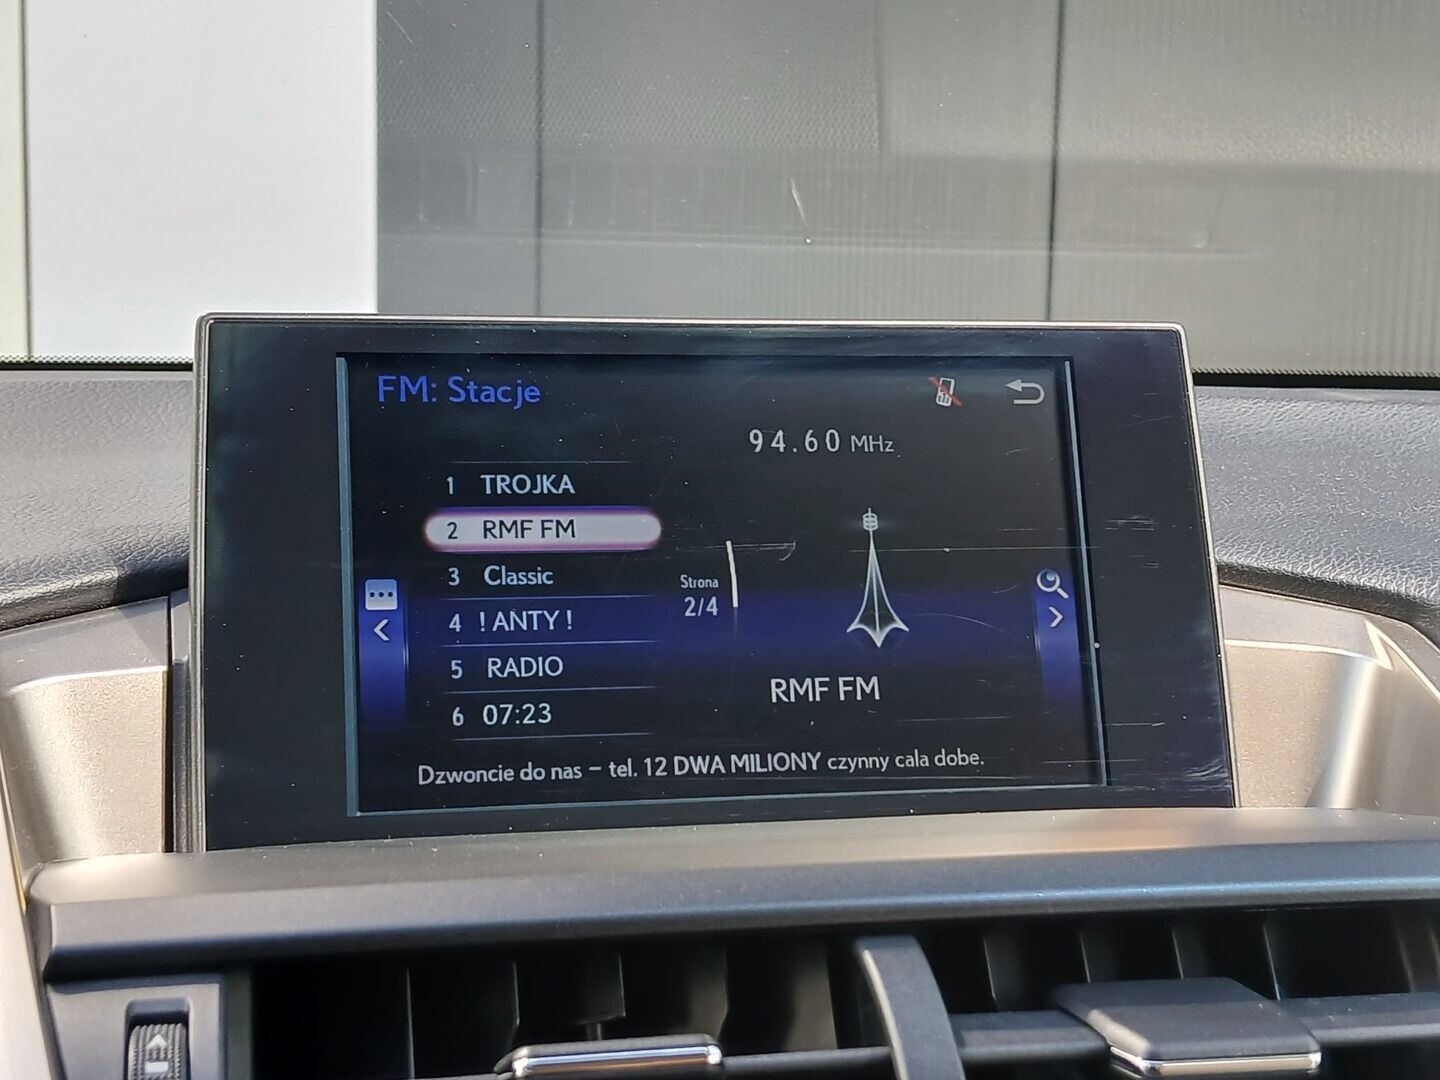 FM: Stacje
94.60 MHz
1 TROJKA
2 RMF FM
3 Classic
4 ! ANTY !
5 RADIO
6 07:23
Strona
2/4
RMF FM
Dzwoncie do nas – tel. 12 DWA MILIONY czynny cala dobe.